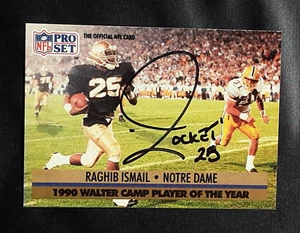 NFL
PRO SET
THE OFFICIAL NFL CARD
25
"Rocket"
25
RAGHIB ISMAIL • NOTRE DAME
1990 WALTER CAMP PLAYER OF THE YEAR